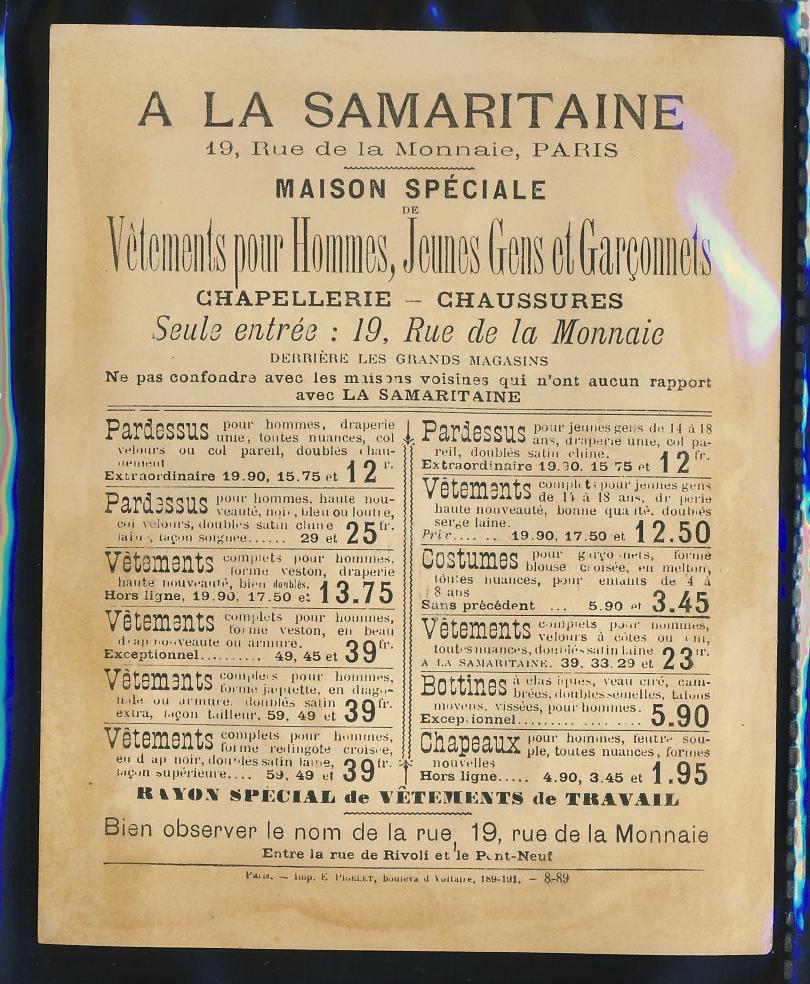 A LA SAMARITAINE
19, Rue de la Monnaie, PARIS
MAISON SPÉCIALE
DE
Vêtements pour Hommes, Jeunes Gens et Garçonnets
CHAPELLERIE – CHAUSSURES
Seule entrée : 19, Rue de la Monnaie
DERRIÈRE LES GRANDS MAGASINS
Ne pas confondre avec les maisons voisines qui n'ont aucun rapport
avec LA SAMARITAINE
Pardessus pour hommes, draperie
unie, toutes nuances, col
velours ou col pareil, doublés chau-
dement
Extraordinaire 19.90, 15.75 et 12 fr.
Pardessus pour hommes, haute nou-
veauté, noir, bleu ou loutre,
col velours, doublés satin chine
laine, façon soignée...... 29 et 25 fr.
Vêtements complets pour hommes,
forme veston, draperie
haute nouveauté, bien doublés.
Hors ligne, 19.90, 17.50 et 13.75
Vêtements complets pour hommes,
forme veston, en beau
drap nouveauté ou armure.
Exceptionnel.......... 49, 45 et 39 fr.
Vêtements complets pour hommes,
forme jaquette, en diago-
nale ou armure, doublés satin
extra, façon tailleur, 59, 49 et 39 fr.
Vêtements complets pour hommes,
forme redingote croisée,
en drap noir, doublés satin laine,
façon supérieure.... 59, 49 et 39 fr.
Pardessus pour jeunes gens de 14 à 18
ans, draperie unie, col pa-
reil, doublés satin chine.
Extraordinaire 19.90, 15 75 et 12 fr.
Vêtements complets pour jeunes gens
de 14 à 18 ans, draperie
haute nouveauté, bonne qualité, doublés
serge laine.
Prix...... 19.90, 17.50 et 12.50
Costumes pour garçonnets, forme
blouse croisée, en melton,
toutes nuances, pour enfants de 4 à
8 ans
Sans précédent ... 5.90 et 3.45
Vêtements complets pour hommes,
velours à côtes ou uni,
toutes nuances, doublés satin laine
A LA SAMARITAINE. 39, 33, 29 et 23 fr.
Bottines à élastiques, veau ciré, cam-
brées, doubles semelles, talons
moyens, vissées, pour hommes.
Exceptionnel.............. 5.90
Chapeaux pour hommes, feutre sou-
ple, toutes nuances, formes
nouvelles
Hors ligne..... 4.90, 3.45 et 1.95
RAYON SPÉCIAL de VÊTEMENTS de TRAVAIL
Bien observer le nom de la rue, 19, rue de la Monnaie
Entre la rue de Rivoli et le Pont-Neuf
Paris. — Imp. E. PIGELET, boulevard Voltaire, 189-191. — 8-89